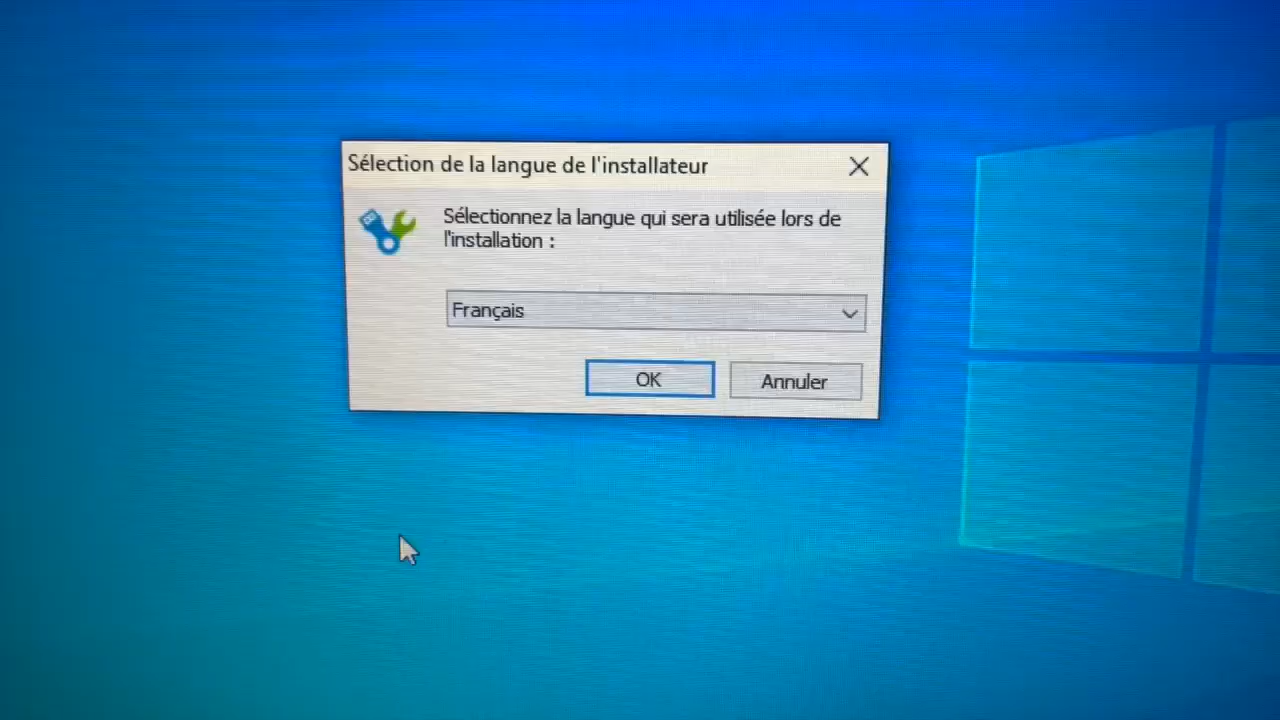 Sélection de la langue de l'installateur
Sélectionnez la langue qui sera utilisée lors de
l'installation :
Français
OK
Annuler